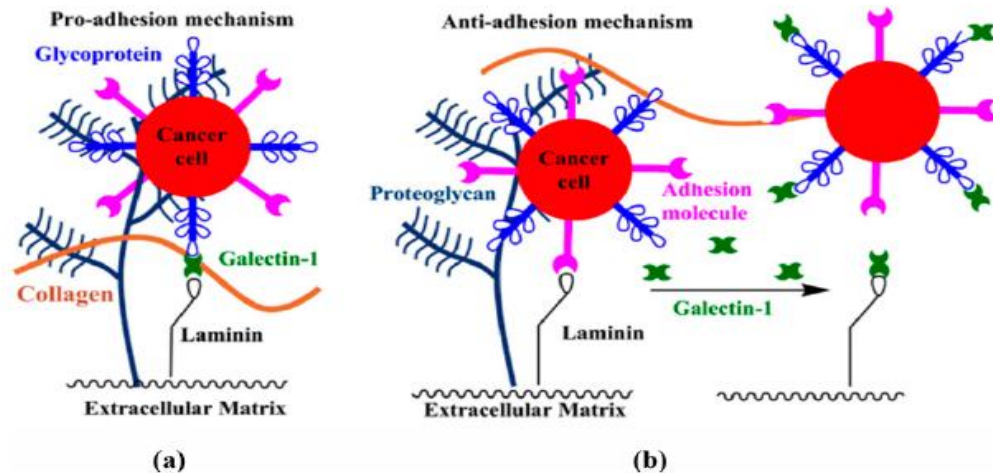 Pro-adhesion mechanism
Glycoprotein
Cancer
cell
Galectin-1
Collagen
Laminin
Extracellular Matrix
(a)
Anti-adhesion mechanism
Cancer
cell
Proteoglycan
Adhesion
molecule
Galectin-1
Laminin
Extracellular Matrix
(b)